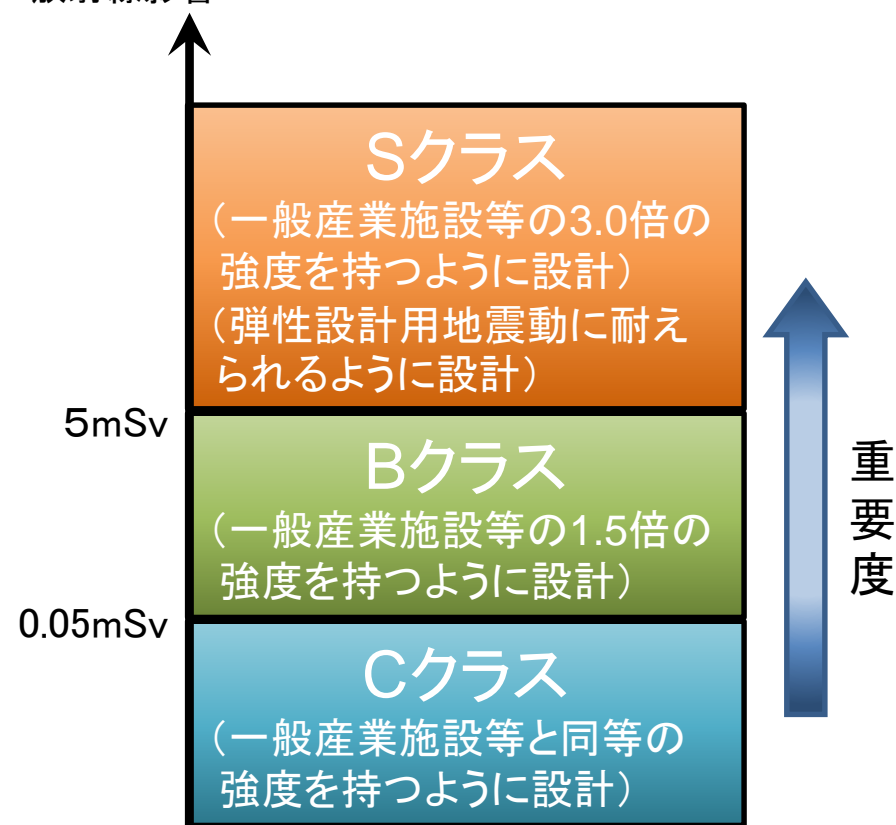 Sクラス
（一般産業施設等の3.0倍の
強度を持つように設計）
（弾性設計用地震動に耐え
られるように設計）
5mSv
Bクラス
（一般産業施設等の1.5倍の
強度を持つように設計）
0.05mSv
Cクラス
（一般産業施設等と同等の
強度を持つように設計）
重要度